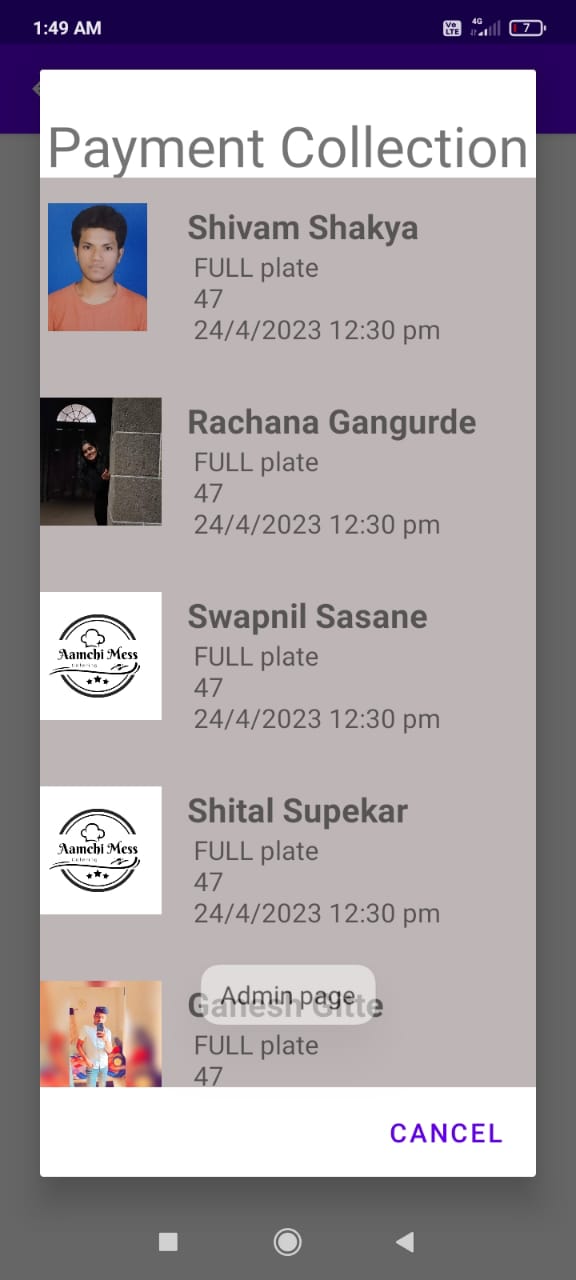 1:49 AM
Vo LTE
4G
7
Payment Collection
Shivam Shakya
FULL plate
47
24/4/2023 12:30 pm
Rachana Gangurde
FULL plate
47
24/4/2023 12:30 pm
Aamchi Mess
Catering
Swapnil Sasane
FULL plate
47
24/4/2023 12:30 pm
Aamchi Mess
Catering
Shital Supekar
FULL plate
47
24/4/2023 12:30 pm
Admin page
Ganesh Gitte
FULL plate
47
CANCEL